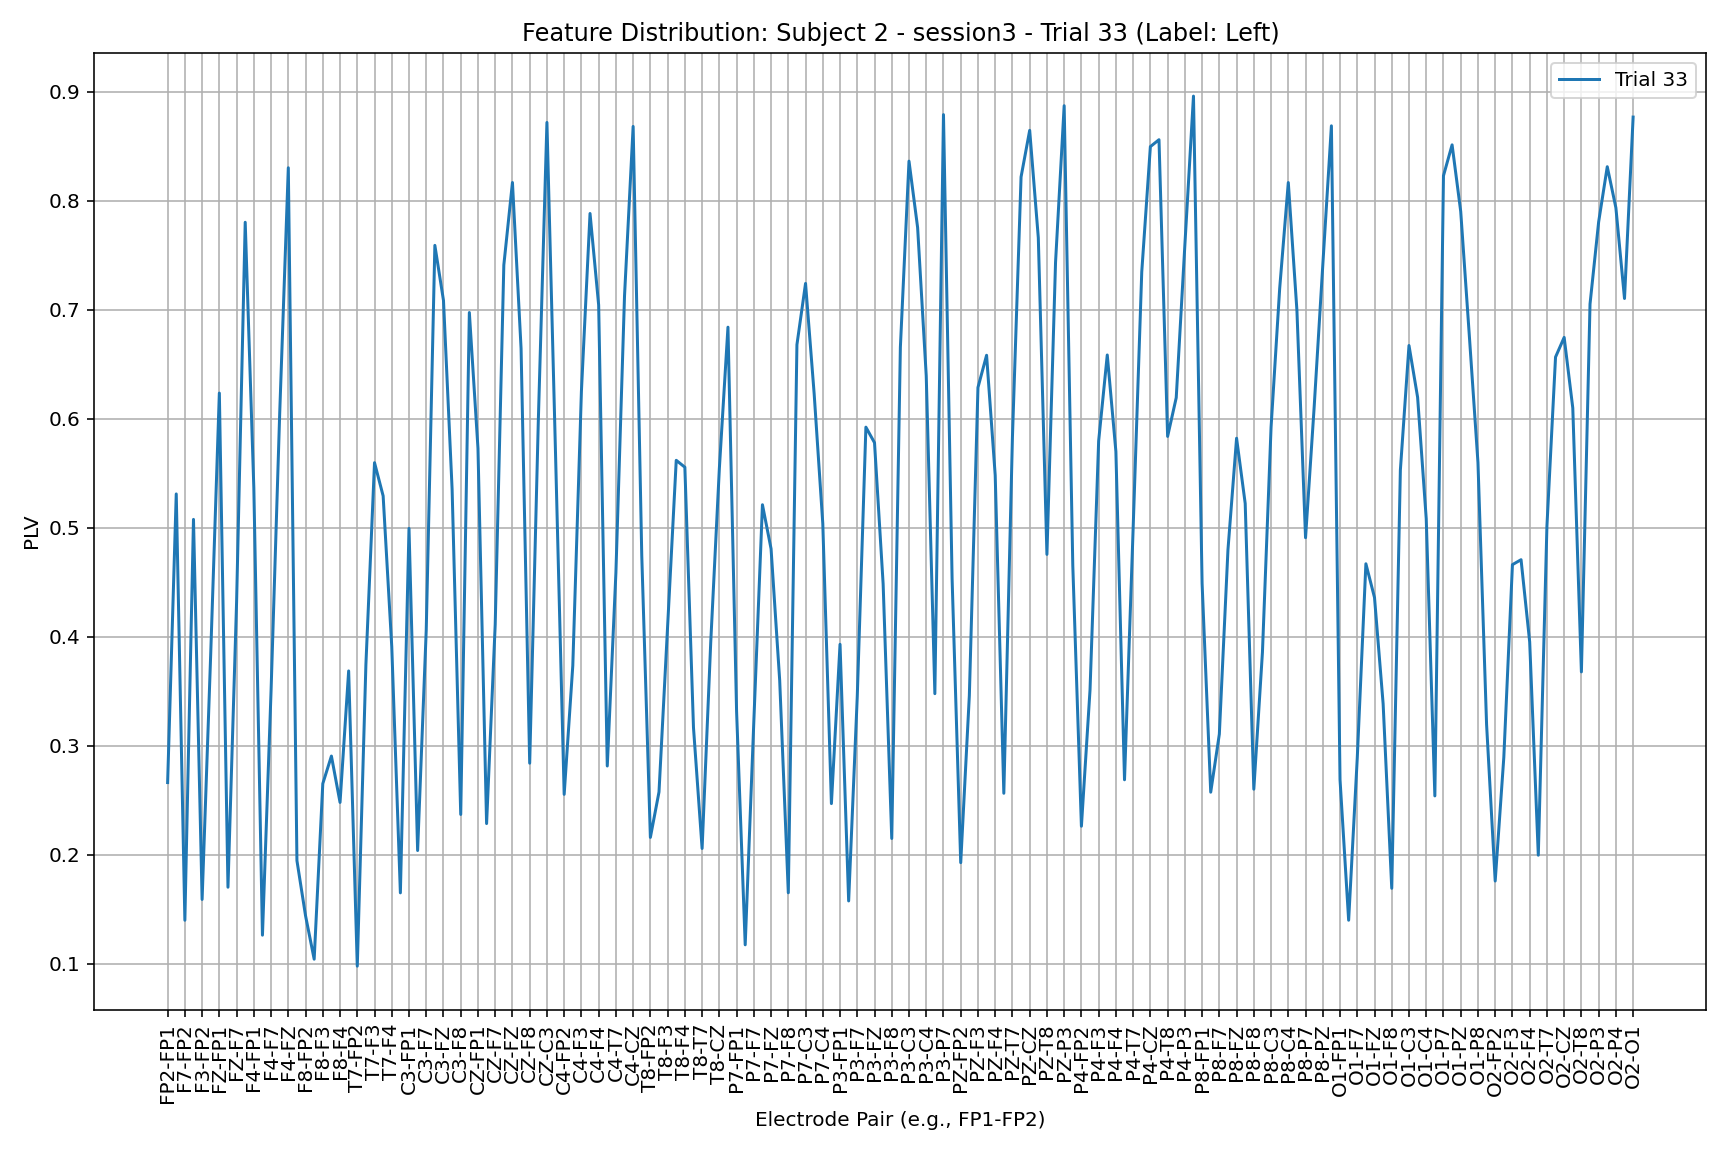 Feature Distribution: Subject 2 - session3 - Trial 33 (Label: Left)
Trial 33
0.9
0.8
0.7
0.6
0.5
0.4
0.3
0.2
0.1
PLV
FP2-FP1
F7-FP2
F3-FP2
FZ-FP1
FZ-F7
F4-FP1
F4-F7
F4-FZ
F8-FP2
F8-F3
F8-F4
T7-FP2
T7-F3
T7-F4
C3-FP1
C3-F7
C3-FZ
C3-F8
CZ-FP1
CZ-F7
CZ-FZ
CZ-F8
CZ-C3
C4-FP2
C4-F3
C4-F4
C4-T7
C4-CZ
T8-FP2
T8-F3
T8-F4
T8-T7
T8-CZ
P7-FP1
P7-F7
P7-FZ
P7-F8
P7-C3
P7-C4
P3-FP1
P3-F7
P3-FZ
P3-F8
P3-C3
P3-C4
P3-P7
PZ-FP2
PZ-F3
PZ-F4
PZ-T7
PZ-CZ
PZ-T8
PZ-P3
P4-FP2
P4-F3
P4-F4
P4-T7
P4-CZ
P4-T8
P4-P3
P8-FP1
P8-F7
P8-FZ
P8-F8
P8-C3
P8-C4
P8-P7
P8-PZ
O1-FP1
O1-F7
O1-FZ
O1-F8
O1-C3
O1-C4
O1-P7
O1-PZ
O1-P8
O2-FP2
O2-F3
O2-F4
O2-T7
O2-CZ
O2-T8
O2-P3
O2-P4
O2-O1
Electrode Pair (e.g., FP1-FP2)